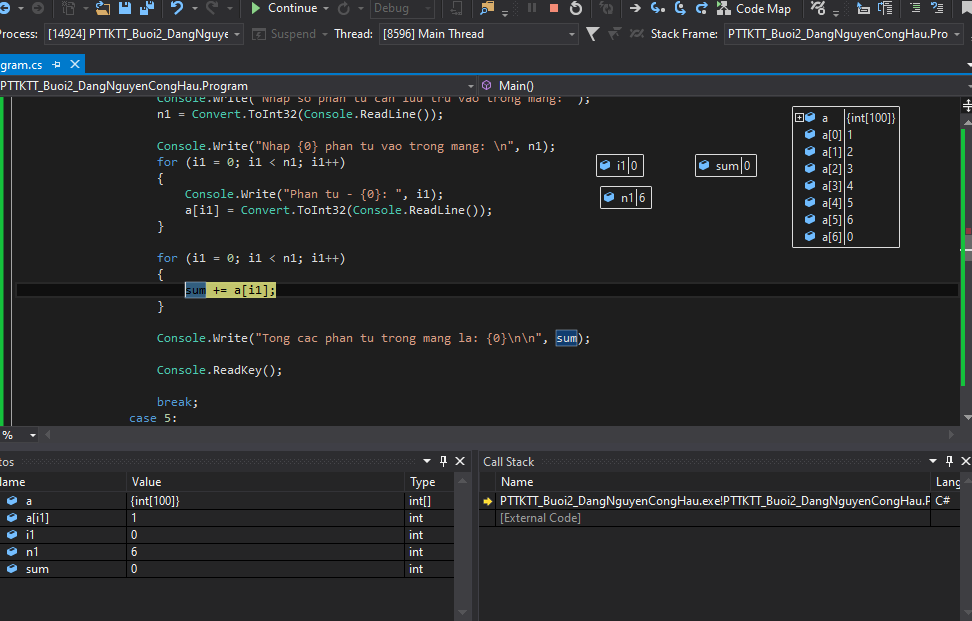 Continue Debug Code Map
Process: [14924] PTTKTT_Buoi2_DangNguye Suspend Thread: [8596] Main Thread Stack Frame: PTTKTT_Buoi2_DangNguyenCongHau.Pro
gram.cs
PTTKTT_Buoi2_DangNguyenCongHau.Program Main()
Console.Write("Nhap so phan tu can luu tru vao trong mang: ");
n1 = Convert.ToInt32(Console.ReadLine());
Console.Write("Nhap {0} phan tu vao trong mang: \n", n1);
for (i1 = 0; i1 < n1; i1++)
{
Console.Write("Phan tu - {0}: ", i1);
a[i1] = Convert.ToInt32(Console.ReadLine());
}
for (i1 = 0; i1 < n1; i1++)
{
sum += a[i1];
}
Console.Write("Tong cac phan tu trong mang la: {0}\n\n", sum);
Console.ReadKey();
break;
case 5:
i1 0
n1 6
sum 0
a {int[100]}
a[0] 1
a[1] 2
a[2] 3
a[3] 4
a[4] 5
a[5] 6
a[6] 0
%
tos
Name Value Type
a {int[100]} int[]
a[i1] 1 int
i1 0 int
n1 6 int
sum 0 int
Call Stack
Name Lang
PTTKTT_Buoi2_DangNguyenCongHau.exe!PTTKTT_Buoi2_DangNguyenCongHau.P C#
[External Code]